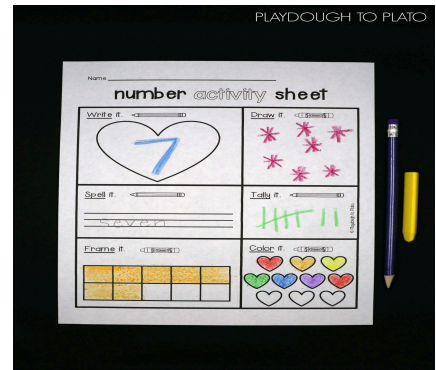 PLAYDOUGH TO PLATO
Name
number activity sheet
Write it.
7
Draw it.
Spell it.
seven
Tally it.
Frame it.
Color it.